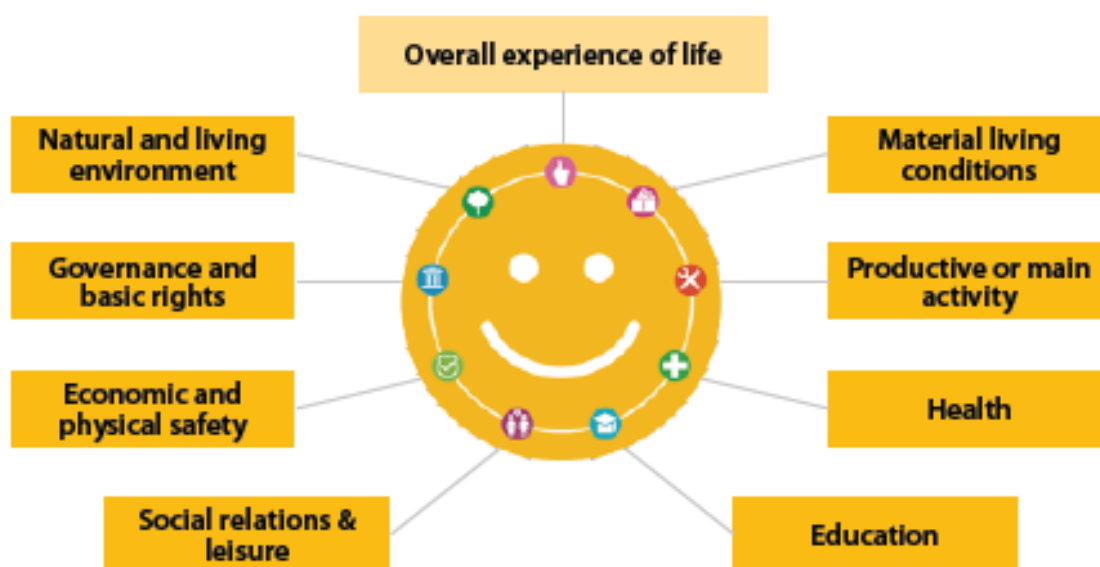 Overall experience of life
Natural and living
environment
Material living
conditions
Governance and
basic rights
Productive or main
activity
Economic and
physical safety
Health
Social relations &
leisure
Education